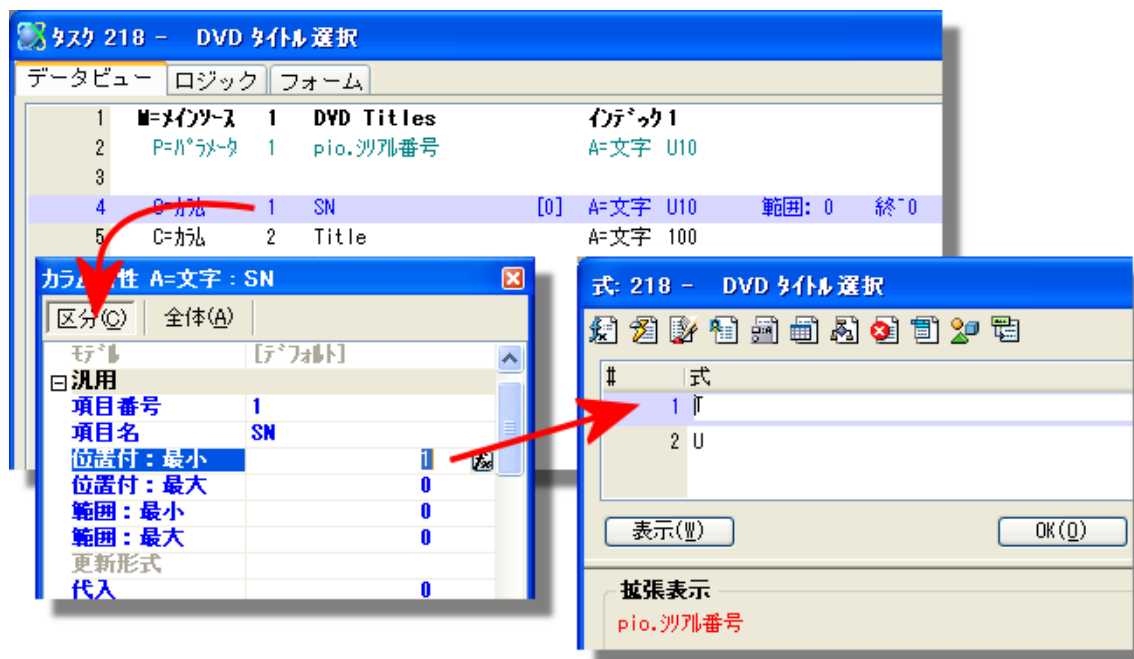 タスク 218 - DVD タイトル選択
データビュー ロジック フォーム
1 M=メインソース 1 DVD Titles インデックス 1
2 P=パラメータ 1 pio.シリアル番号 A=文字 U10
3
4 C=カラム 1 SN [0] A=文字 U10 範囲: 0 終 0
5 C=カラム 2 Title A=文字 100
性 A=文字 : SN
区分(C) 全体(A)
モデル [デフォルト]
汎用
項目番号 1
項目名 SN
位置付：最小 1
位置付：最大 0
範囲：最小 0
範囲：最大 0
更新形式
代入 0
式: 218 - DVD タイトル選択
# 式
1 T
2 U
表示(W) OK(O)
拡張表示
pio.シリアル番号